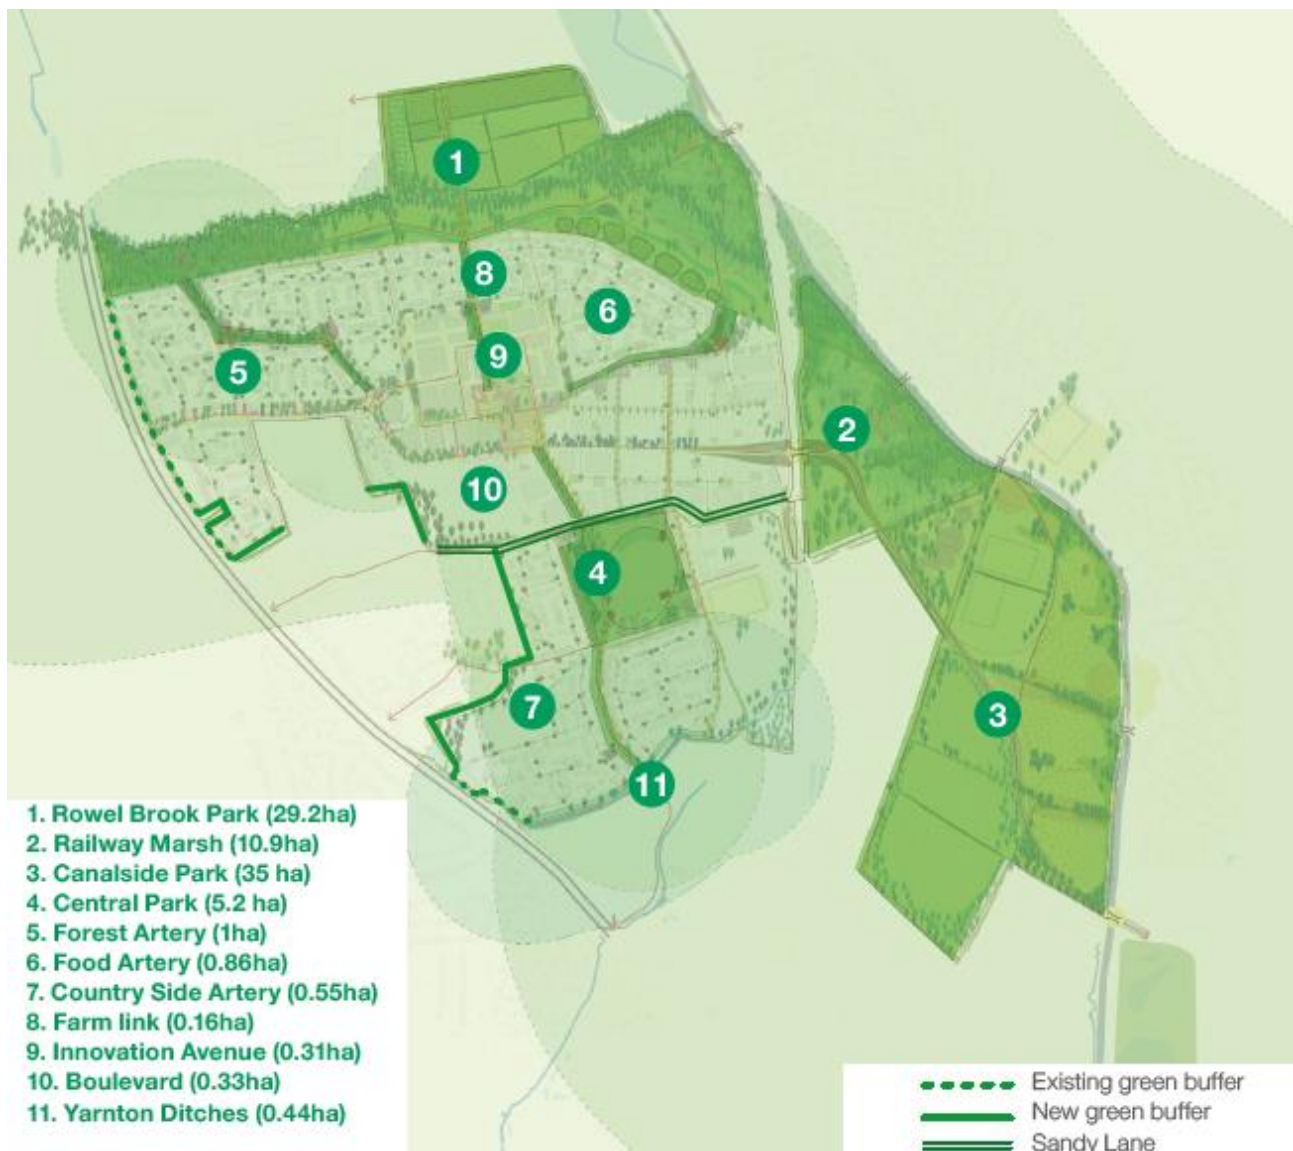 1
8
6
9
5
2
10
4
7
3
11
1. Rowel Brook Park (29.2ha)
2. Railway Marsh (10.9ha)
3. Canalside Park (35 ha)
4. Central Park (5.2 ha)
5. Forest Artery (1ha)
6. Food Artery (0.86ha)
7. Country Side Artery (0.55ha)
8. Farm link (0.16ha)
9. Innovation Avenue (0.31ha)
10. Boulevard (0.33ha)
11. Yarnton Ditches (0.44ha)
Existing green buffer
New green buffer
Sandy Lane